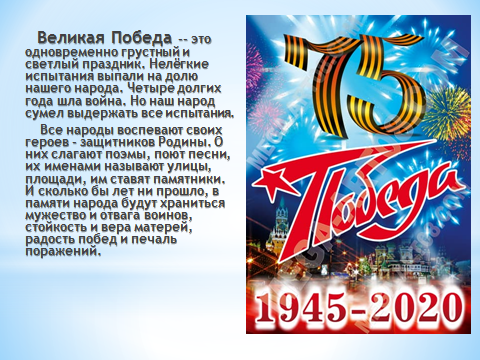 Великая Победа -- это
одновременно грустный и
светлый праздник. Нелёгкие
испытания выпали на долю
нашего народа. Четыре долгих
года шла война. Но наш народ
сумел выдержать все испытания.
Все народы воспевают своих
героев - защитников Родины. О
них слагают поэмы, поют песни,
их именами называют улицы,
площади, им ставят памятники.
И сколько бы лет ни прошло, в
памяти народа будут храниться
мужество и отвага воинов,
стойкость и вера матерей,
радость побед и печаль
поражений.
75
Победа
1945-2020